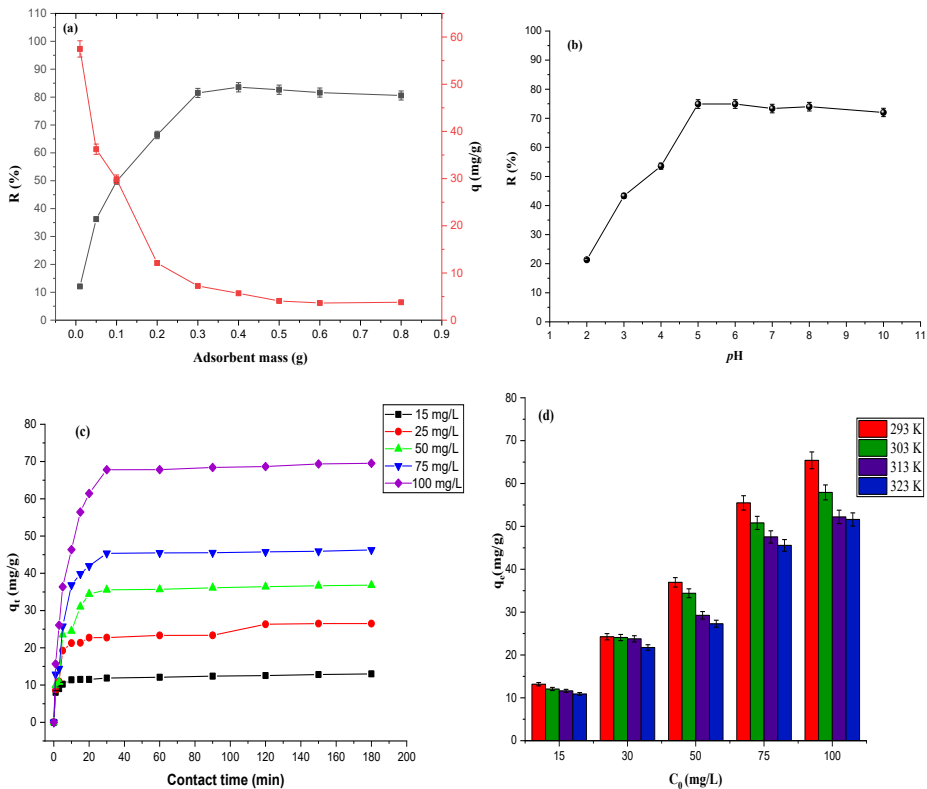 (a)
R (%)
110
100
90
80
70
60
50
40
30
20
10
0
60
50
40
30
20
10
0
q (mg/g)
0.0 0.1 0.2 0.3 0.4 0.5 0.6 0.7 0.8 0.9
Adsorbent mass (g)
(b)
R (%)
100
90
80
70
60
50
40
30
20
10
0
1 2 3 4 5 6 7 8 9 10 11
pH
(c)
15 mg/L
25 mg/L
50 mg/L
75 mg/L
100 mg/L
qt (mg/g)
80
70
60
50
40
30
20
10
0
0 20 40 60 80 100 120 140 160 180 200
Contact time (min)
(d)
293 K
303 K
313 K
323 K
qe(mg/g)
80
70
60
50
40
30
20
10
0
15 30 50 75 100
C0 (mg/L)